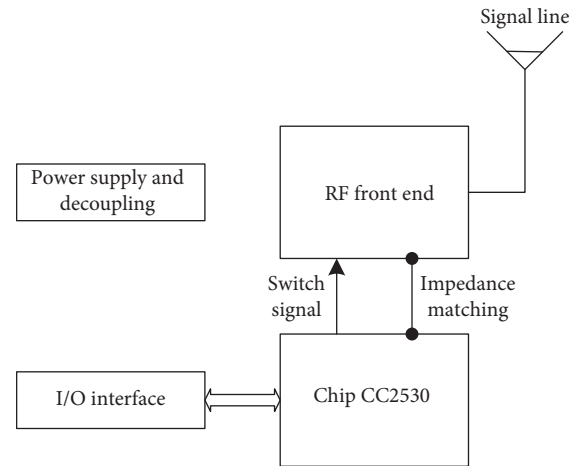 Signal line
Power supply and
decoupling
RF front end
Switch
signal
Impedance
matching
I/O interface
Chip CC2530